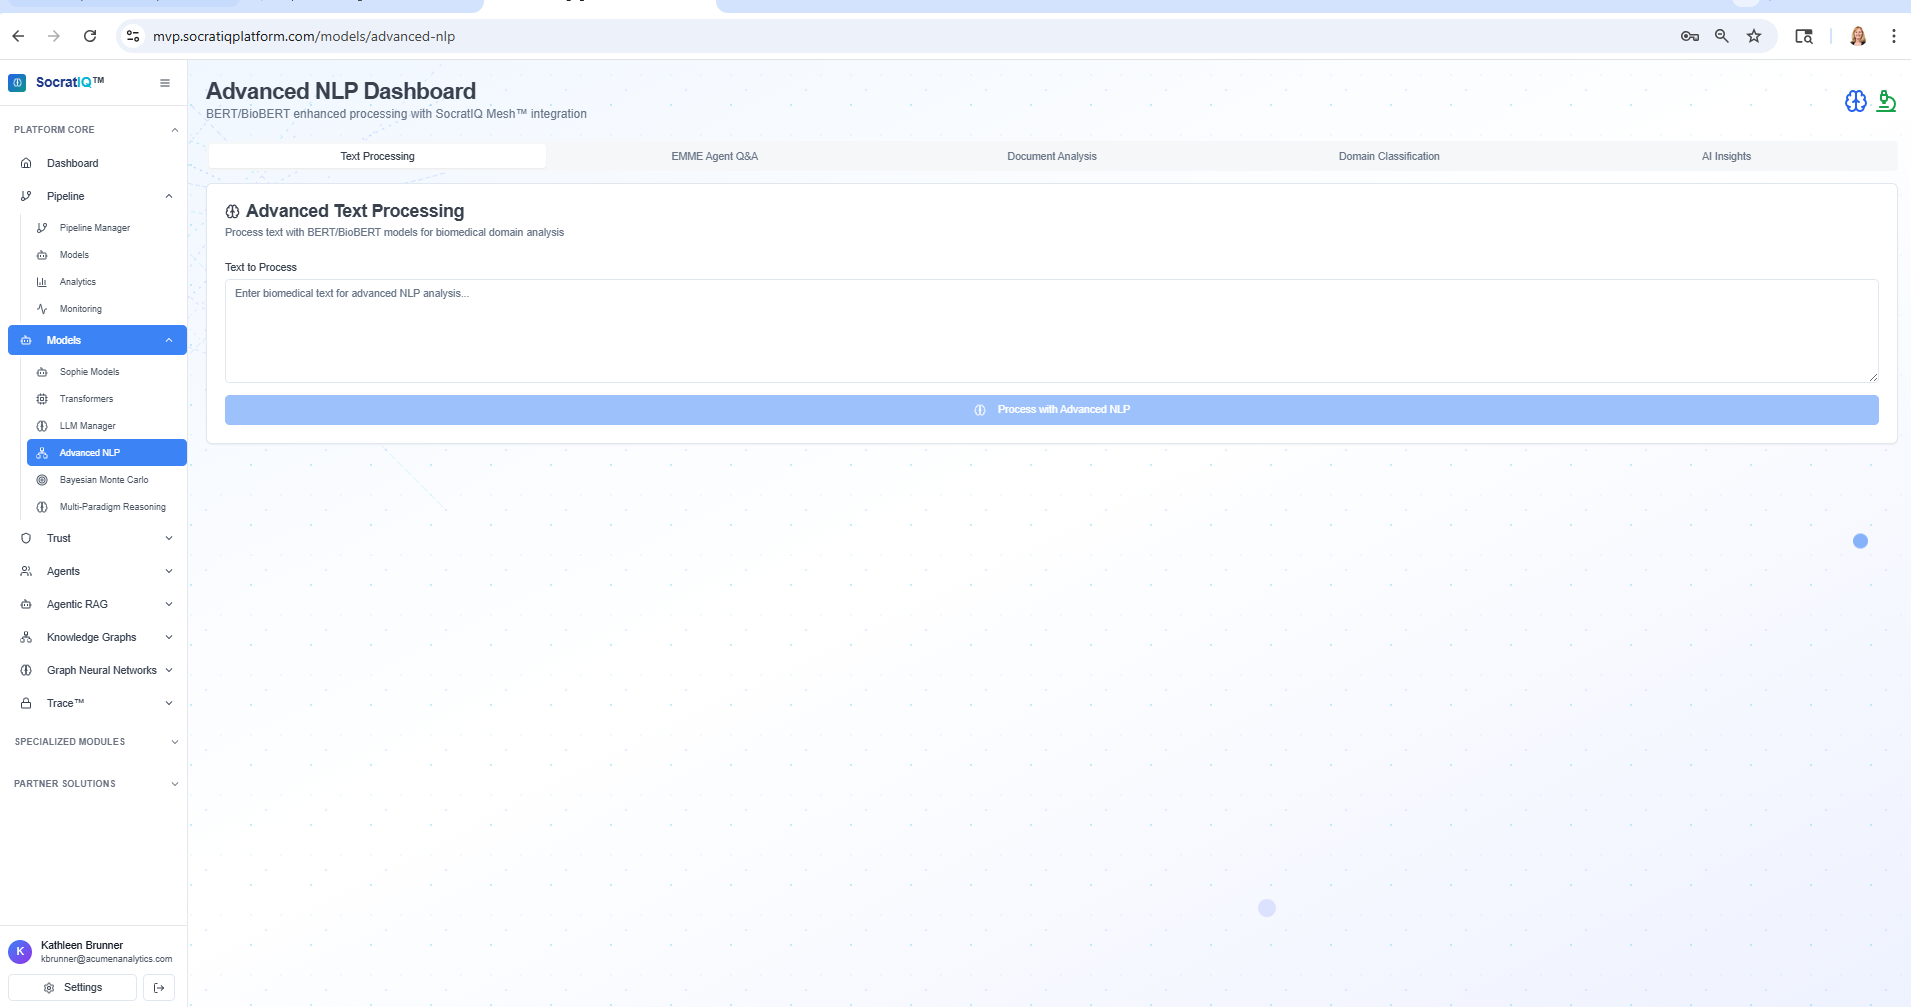 mvp.socratiqplatform.com/models/advanced-nlp
SocratIQ™
PLATFORM CORE
Dashboard
Pipeline
Pipeline Manager
Models
Analytics
Monitoring
Models
Sophie Models
Transformers
LLM Manager
Advanced NLP
Bayesian Monte Carlo
Multi-Paradigm Reasoning
Trust
Agents
Agentic RAG
Knowledge Graphs
Graph Neural Networks
Trace™
SPECIALIZED MODULES
PARTNER SOLUTIONS
K
Kathleen Brunner
kbrunner@acumenanalytics.com
Settings
Advanced NLP Dashboard
BERT/BioBERT enhanced processing with SocratIQ Mesh™ integration
Text Processing
EMME Agent Q&A
Document Analysis
Domain Classification
AI Insights
Advanced Text Processing
Process text with BERT/BioBERT models for biomedical domain analysis
Text to Process
Enter biomedical text for advanced NLP analysis...
Process with Advanced NLP